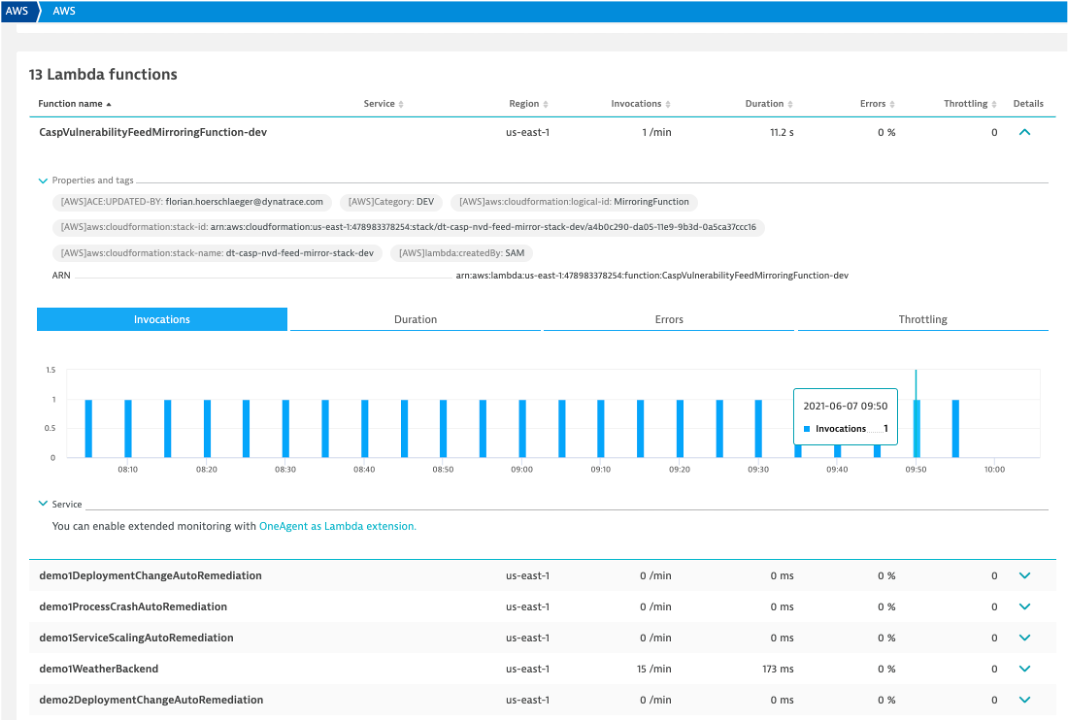 AWS AWS
13 Lambda functions
Function name Service Region Invocations Duration Errors Throttling Details
CaspVulnerabilityFeedMirroringFunction-dev us-east-1 1 /min 11.2 s 0 % 0
Properties and tags
[AWS]ACE:UPDATED-BY: florian.hoerschlaeger@dynatrace.com [AWS]Category: DEV [AWS]aws:cloudformation:logical-id: MirroringFunction
[AWS]aws:cloudformation:stack-id: arn:aws:cloudformation:us-east-1:478983378254:stack/dt-casp-nvd-feed-mirror-stack-dev/a4b0c290-da05-11e9-9b3d-0a5ca37ccc16
[AWS]aws:cloudformation:stack-name: dt-casp-nvd-feed-mirror-stack-dev [AWS]lambda:createdBy: SAM
ARN arn:aws:lambda:us-east-1:478983378254:function:CaspVulnerabilityFeedMirroringFunction-dev
Invocations Duration Errors Throttling
1.5
1
0.5
0
2021-06-07 09:50
Invocations 1
08:10 08:20 08:30 08:40 08:50 09:00 09:10 09:20 09:30 09:40 09:50 10:00
Service
You can enable extended monitoring with OneAgent as Lambda extension.
demo1DeploymentChangeAutoRemediation us-east-1 0 /min 0 ms 0 % 0
demo1ProcessCrashAutoRemediation us-east-1 0 /min 0 ms 0 % 0
demo1ServiceScalingAutoRemediation us-east-1 0 /min 0 ms 0 % 0
demo1WeatherBackend us-east-1 15 /min 173 ms 0 % 0
demo2DeploymentChangeAutoRemediation us-east-1 0 /min 0 ms 0 % 0